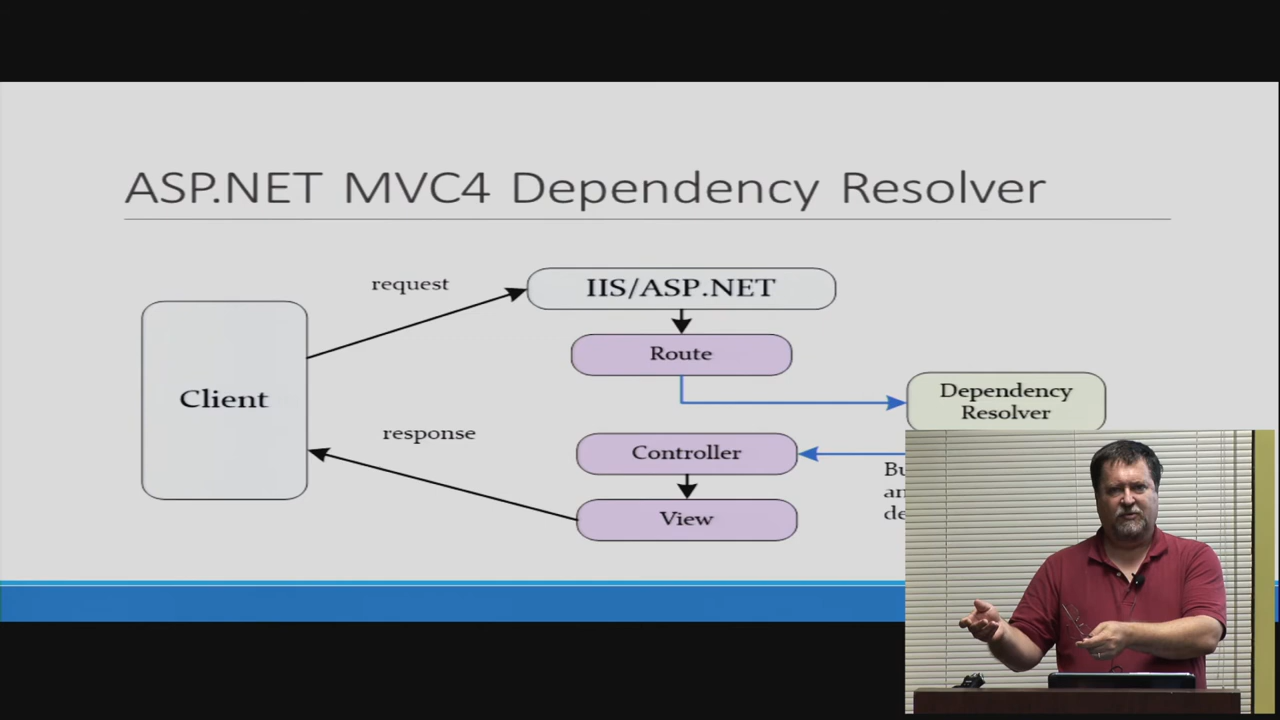 ASP.NET MVC4 Dependency Resolver
request
IIS/ASP.NET
Route
Client
Dependency
Resolver
response
Controller
View